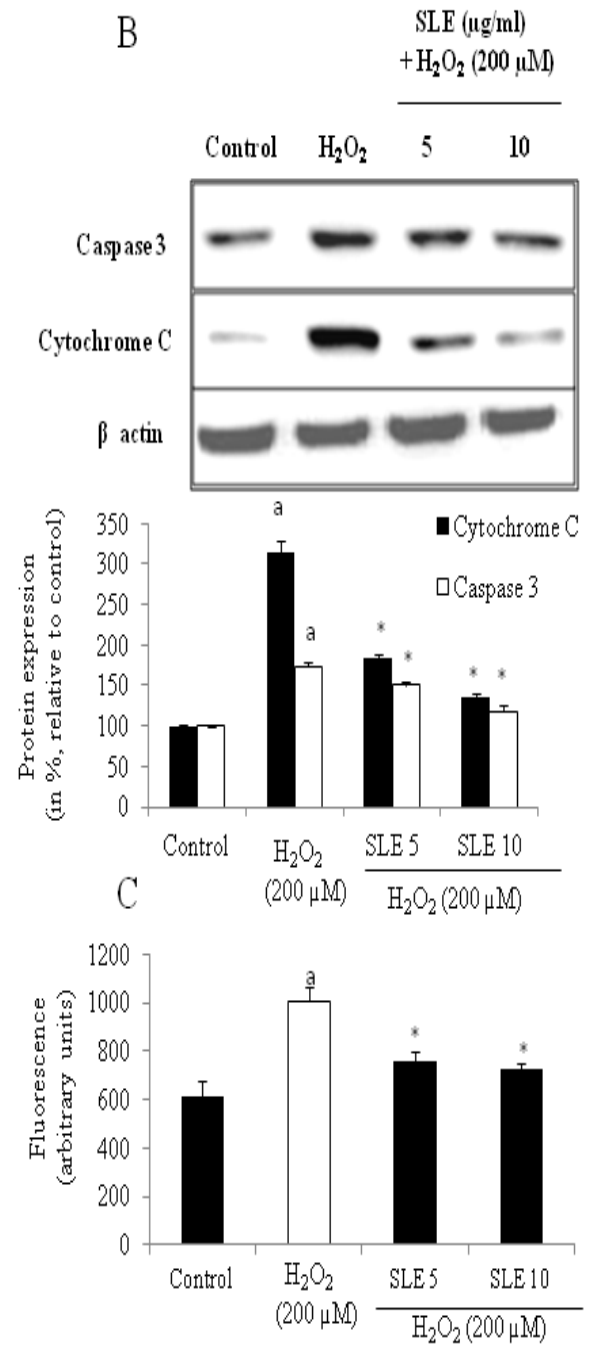 B
SLE (µg/ml)
+ H₂O₂ (200 µM)
Control H₂O₂ 5 10
Caspase 3
Cytochrome C
β actin
Protein expression
(in %, relative to control)
350
300
250
200
150
100
50
0
a
a
*
*
*
*
Cytochrome C
Caspase 3
Control H₂O₂ SLE 5 SLE 10
(200 µM) H₂O₂ (200 µM)
C
Fluorescence
(arbitrary units)
1200
1000
800
600
400
200
0
a
*
*
Control H₂O₂ SLE 5 SLE 10
(200 µM) H₂O₂ (200 µM)